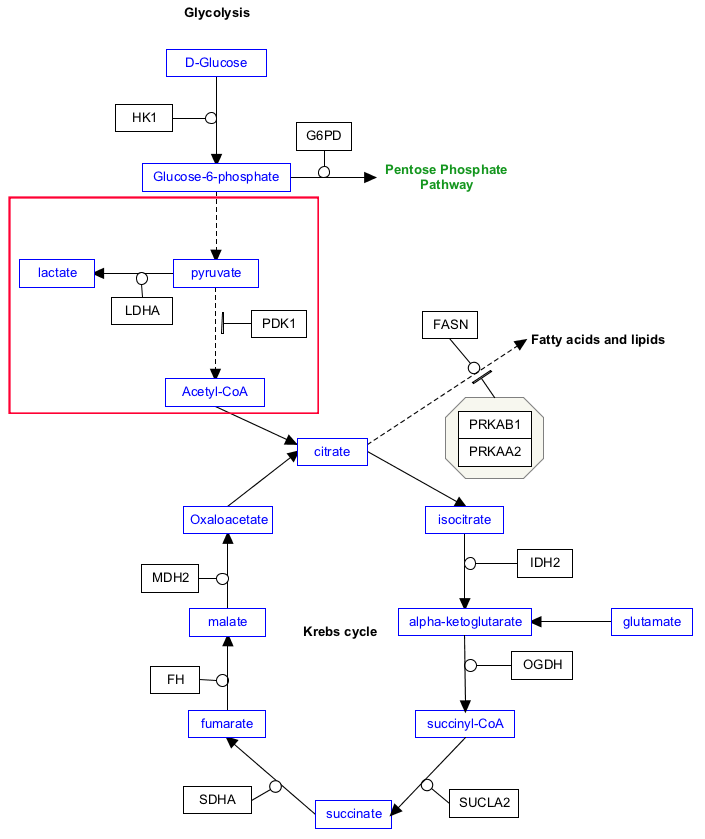 Glycolysis
D-Glucose
HK1
G6PD
Glucose-6-phosphate
Pentose Phosphate
Pathway
lactate
pyruvate
LDHA
PDK1
FASN
Fatty acids and lipids
Acetyl-CoA
PRKAB1
PRKAA2
citrate
Oxaloacetate
isocitrate
MDH2
IDH2
malate
Krebs cycle
alpha-ketoglutarate
glutamate
FH
OGDH
fumarate
succinyl-CoA
SDHA
SUCLA2
succinate